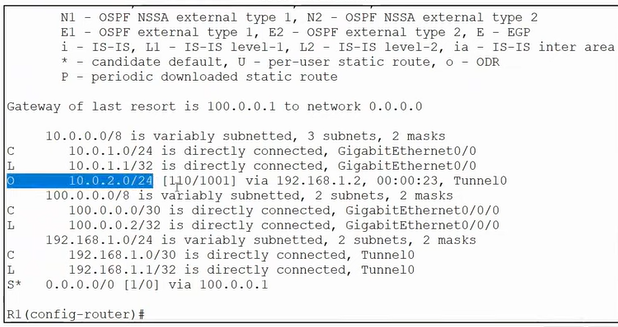 N1 - OSPF NSSA external type 1, N2 - OSPF NSSA external type 2
E1 - OSPF external type 1, E2 - OSPF external type 2, E - EGP
i - IS-IS, L1 - IS-IS level-1, L2 - IS-IS level-2, ia - IS-IS inter area
* - candidate default, U - per-user static route, o - ODR
P - periodic downloaded static route
Gateway of last resort is 100.0.0.1 to network 0.0.0.0
10.0.0.0/8 is variably subnetted, 3 subnets, 2 masks
C 10.0.1.0/24 is directly connected, GigabitEthernet0/0
L 10.0.1.1/32 is directly connected, GigabitEthernet0/0
O 10.0.2.0/24 [110/1001] via 192.168.1.2, 00:00:23, Tunnel0
100.0.0.0/8 is variably subnetted, 2 subnets, 2 masks
C 100.0.0.0/30 is directly connected, GigabitEthernet0/0/0
L 100.0.0.2/32 is directly connected, GigabitEthernet0/0/0
192.168.1.0/24 is variably subnetted, 2 subnets, 2 masks
C 192.168.1.0/30 is directly connected, Tunnel0
L 192.168.1.1/32 is directly connected, Tunnel0
S* 0.0.0.0/0 [1/0] via 100.0.0.1
R1(config-router)#